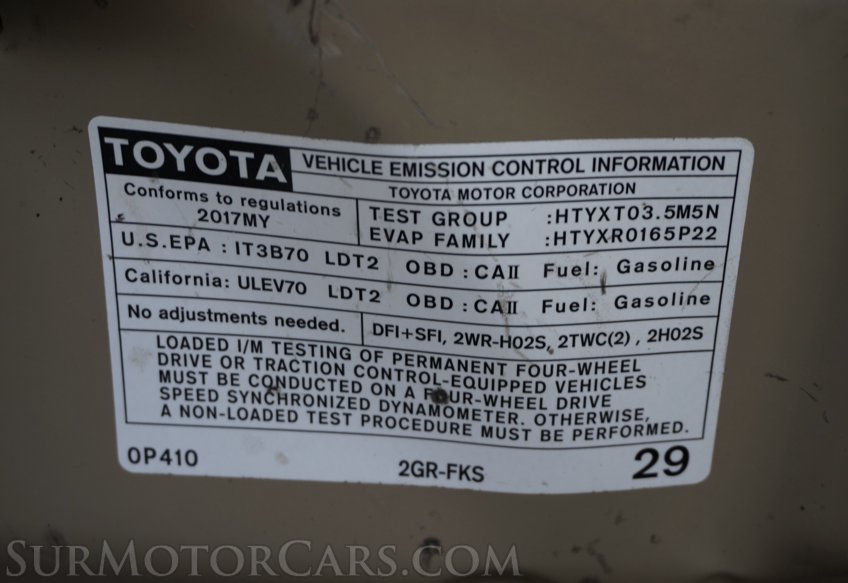 TOYOTA VEHICLE EMISSION CONTROL INFORMATION
TOYOTA MOTOR CORPORATION
Conforms to regulations
2017MY
TEST GROUP :HTYXT03.5M5N
EVAP FAMILY :HTYXR0165P22
U.S.EPA : IT3B70 LDT2 OBD : CAII Fuel: Gasoline
California: ULEV70 LDT2 OBD : CAII Fuel: Gasoline
No adjustments needed. DFI+SFI, 2WR-HO2S, 2TWC(2) , 2HO2S
LOADED I/M TESTING OF PERMANENT FOUR-WHEEL
DRIVE OR TRACTION CONTROL-EQUIPPED VEHICLES
MUST BE CONDUCTED ON A FOUR-WHEEL DRIVE
SPEED SYNCHRONIZED DYNAMOMETER. OTHERWISE,
A NON-LOADED TEST PROCEDURE MUST BE PERFORMED.
0P410 2GR-FKS 29
SURMOTORCARS.COM